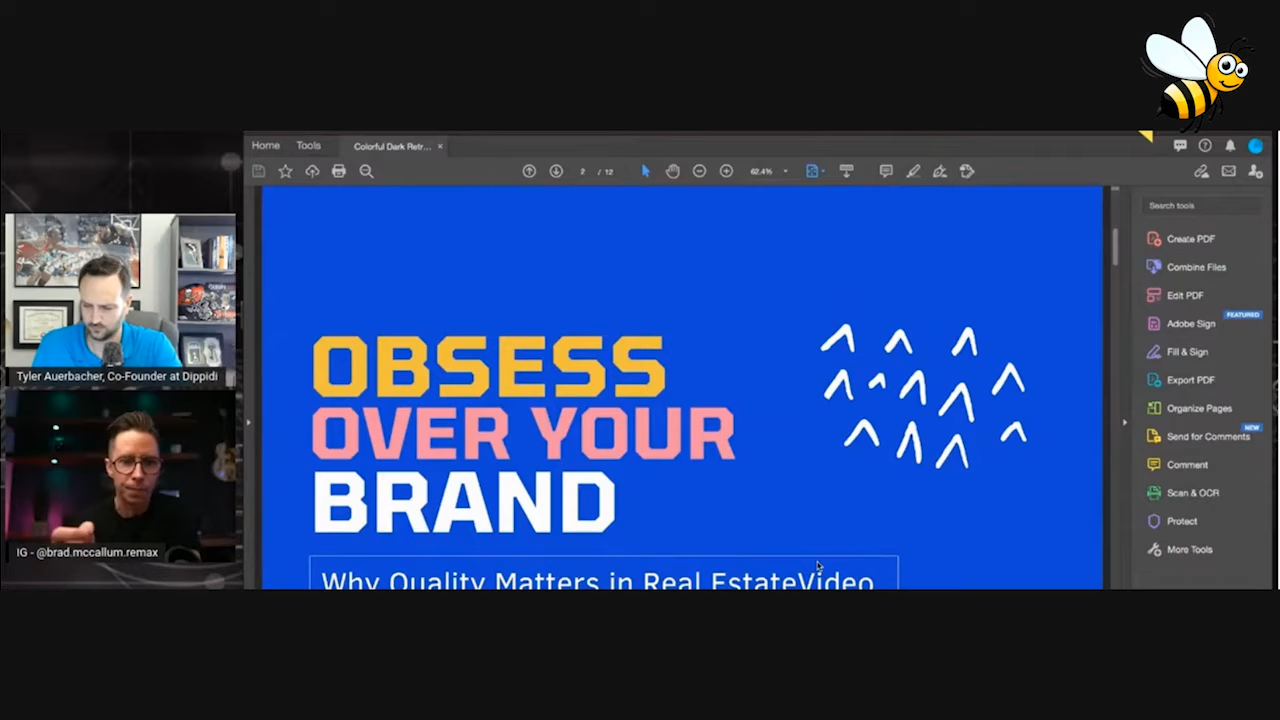 Home Tools Colorful Dark Retr... ×
2 / 12 62.4%
Search tools
Create PDF
Combine Files
Edit PDF
FEATURED
Adobe Sign
Fill & Sign
Export PDF
Organize Pages
NEW
Send for Comments
Comment
Scan & OCR
Protect
More Tools
Tyler Auerbacher, Co-Founder at Dippidi
IG - @brad.mccallum.remax
OBSESS
OVER YOUR
BRAND
Why Quality Matters in Real EstateVideo